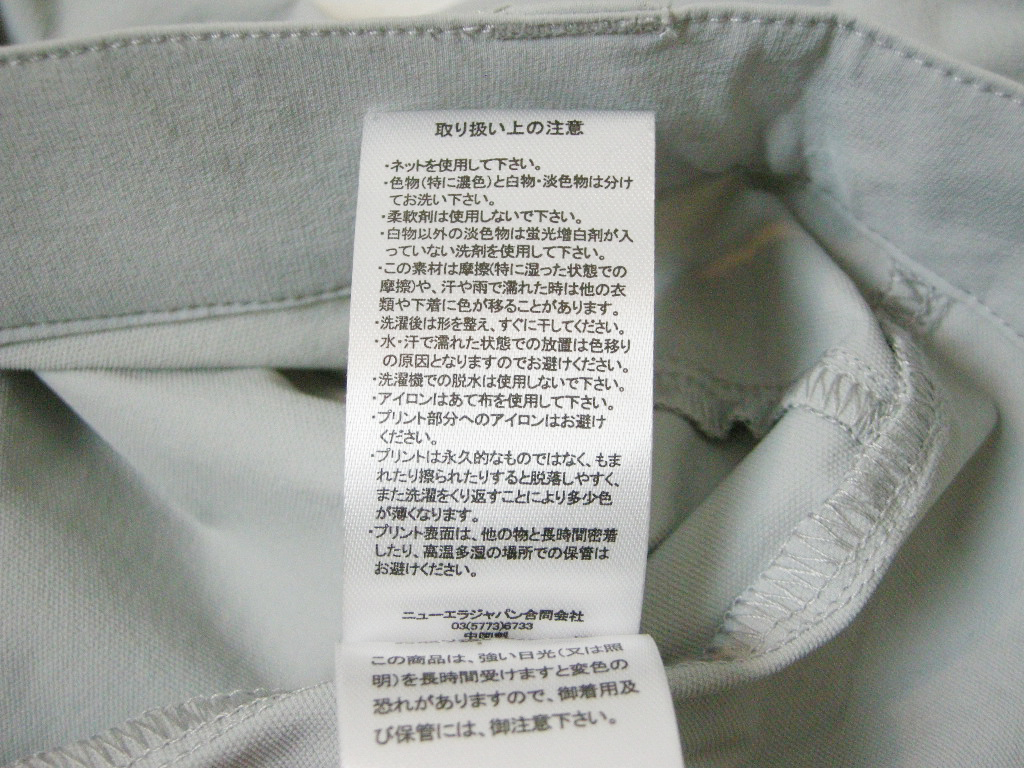 取り扱い上の注意
・ネットを使用して下さい。
・色物(特に濃色)と白物・淡色物は分け
てお洗い下さい。
・柔軟剤は使用しないで下さい。
・白物以外の淡色物は蛍光増白剤が入
っていない洗剤を使用して下さい。
・この素材は摩擦(特に湿った状態での
摩擦)や、汗や雨で濡れた時は他の衣
類や下着に色が移ることがあります。
・洗濯後は形を整え、すぐに干してください。
・水・汗で濡れた状態での放置は色移り
の原因となりますのでお避けください。
・洗濯機での脱水は使用しないで下さい。
・アイロンはあて布を使用して下さい。
・プリント部分へのアイロンはお避け
ください。
・プリントは永久的なものではなく、もま
れたり擦られたりすると脱落しやすく、
また洗濯をくり返すことにより多少色
が薄くなります。
・プリント表面は、他の物と長時間密着
したり、高温多湿の場所での保管は
お避けください。
ニューエラジャパン合同会社
03(5773)6733
中国製
この商品は、強い日光(又は照
明)を長時間受けますと変色の
恐れがありますので、御着用及
び保管には、御注意下さい。